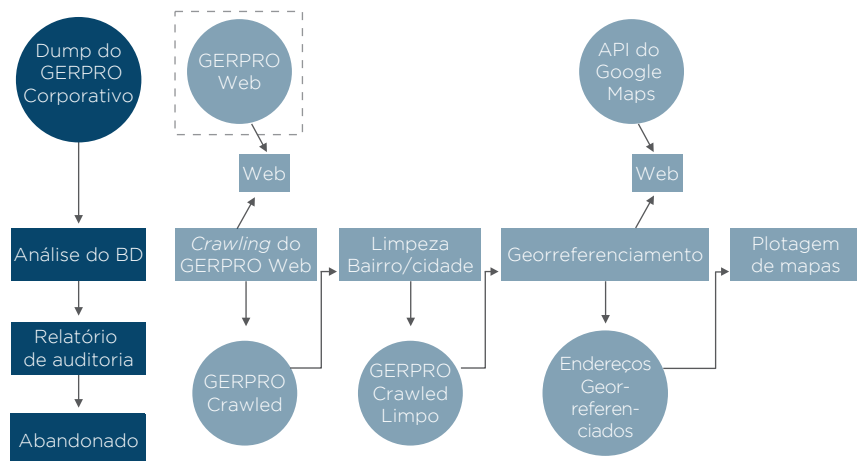 Dump do
GERPRO
Corporativo
GERPRO
Web
API do
Google
Maps
Web
Web
Análise do BD
Crawling do
GERPRO Web
Limpeza
Bairro/cidade
Georreferenciamento
Plotagem
de mapas
Relatório
de auditoria
GERPRO
Crawled
GERPRO
Crawled
Limpo
Endereços
Geor-
referen-
ciados
Abandonado